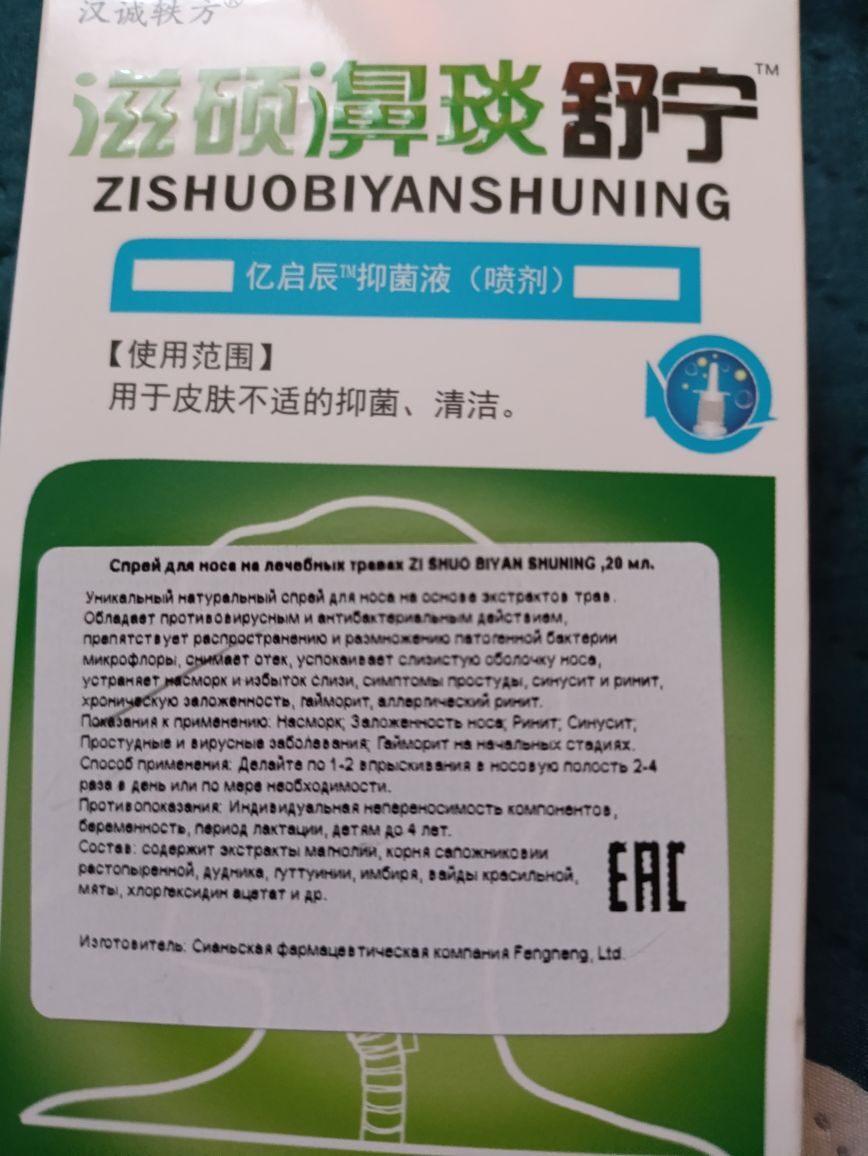 汉诚轶方®
滋硕濞琰舒宁™
ZISHUOBIYANSHUNING
亿启辰™抑菌液（喷剂）
【使用范围】
用于皮肤不适的抑菌、清洁。
Спрей для носа на лечебных травах ZI SHUO BIYAN SHUNING ,20 мл.
Уникальный натуральный спрей для носа на основе экстрактов трав.
Обладает противовирусным и антибактериальным действием,
препятствует распространению и размножению патогенной бактерии
микрофлоры, снимает отек, успокаивает слизистую оболочку носа,
устраняет насморк и избыток слизи, симптомы простуды, синусит и ринит,
хроническую заложенность, гайморит, аллергический ринит.
Показания к применению: Насморк; Заложенность носа; Ринит; Синусит;
Простудные и вирусные заболевания; Гайморит на начальных стадиях.
Способ применения: Делайте по 1-2 впрыскивания в носовую полость 2-4
раза в день или по мере необходимости.
Противопоказания: Индивидуальная непереносимость компонентов,
беременность, период лактации, детям до 4 лет.
Состав: содержит экстракты магнолии, корня сапожниковии
растопыренной, дудника, гуттуинии, имбиря, вайды красильной,
мяты, хлоргексидин ацетат и др.
EAC
Изготовитель: Сианьская фармацевтическая компания Fengneng, Ltd.